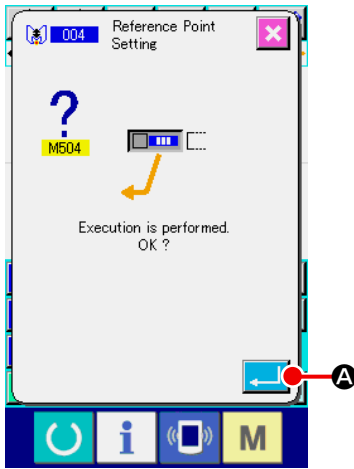 004 Reference Point
Setting
?
M504
Execution is performed.
OK ?
A
i M